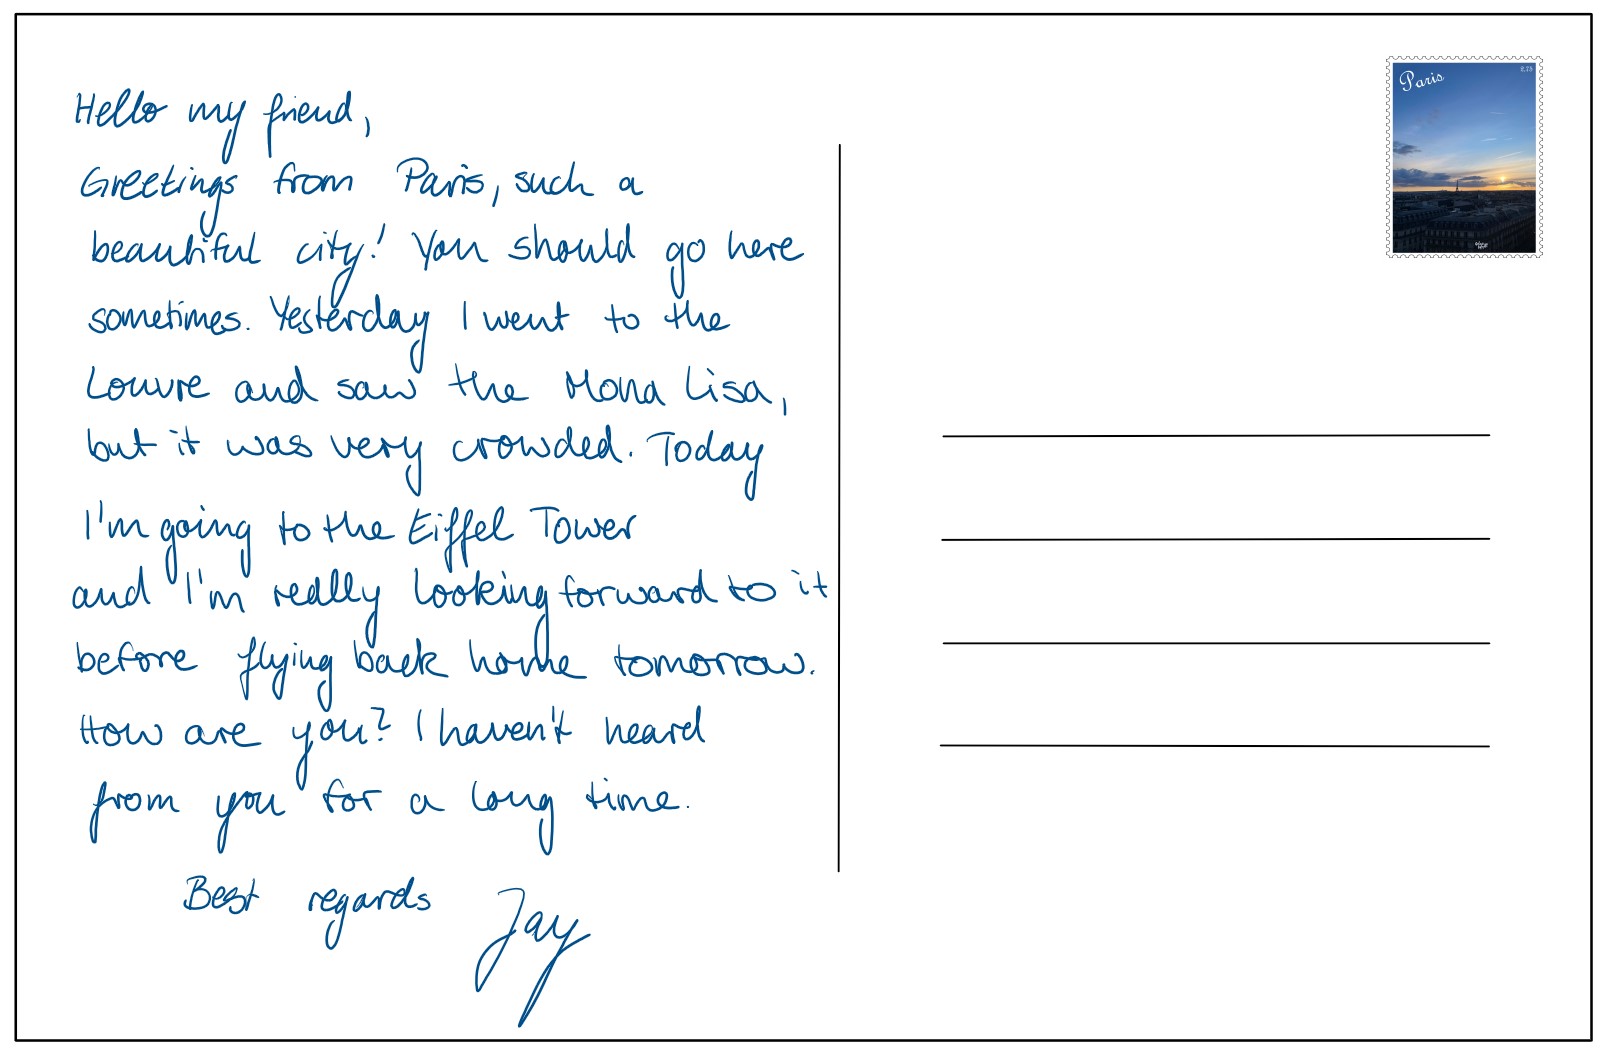 Hello my friend,
Greetings from Paris, such a
beautiful city! You should go here
sometimes. Yesterday I went to the
Louvre and saw the Mona Lisa,
but it was very crowded. Today
I'm going to the Eiffel Tower
and I'm really looking forward to it
before flying back home tomorrow.
How are you? I haven't heard
from you for a long time.
Best regards Jay
Paris